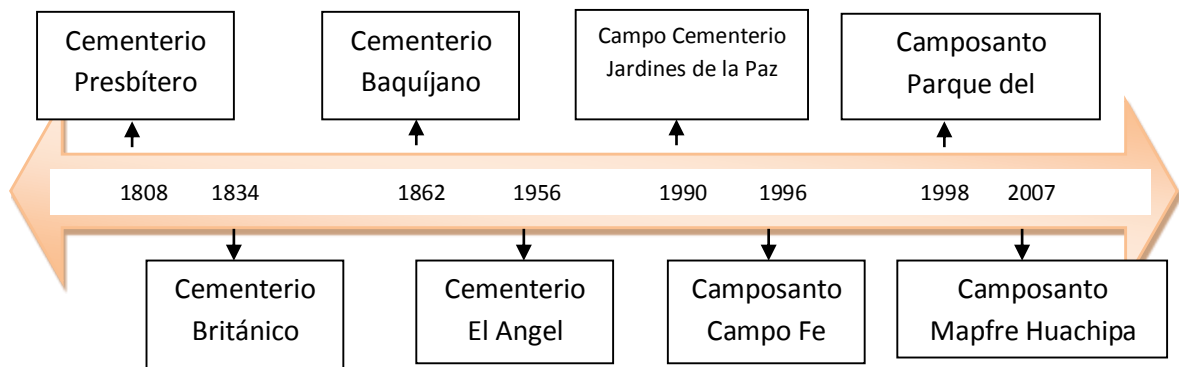 Cementerio
Presbítero
Cementerio
Baquíjano
Campo Cementerio
Jardines de la Paz
Camposanto
Parque del
1808 1834 1862 1956 1990 1996 1998 2007
Cementerio
Británico
Cementerio
El Angel
Camposanto
Campo Fe
Camposanto
Mapfre Huachipa